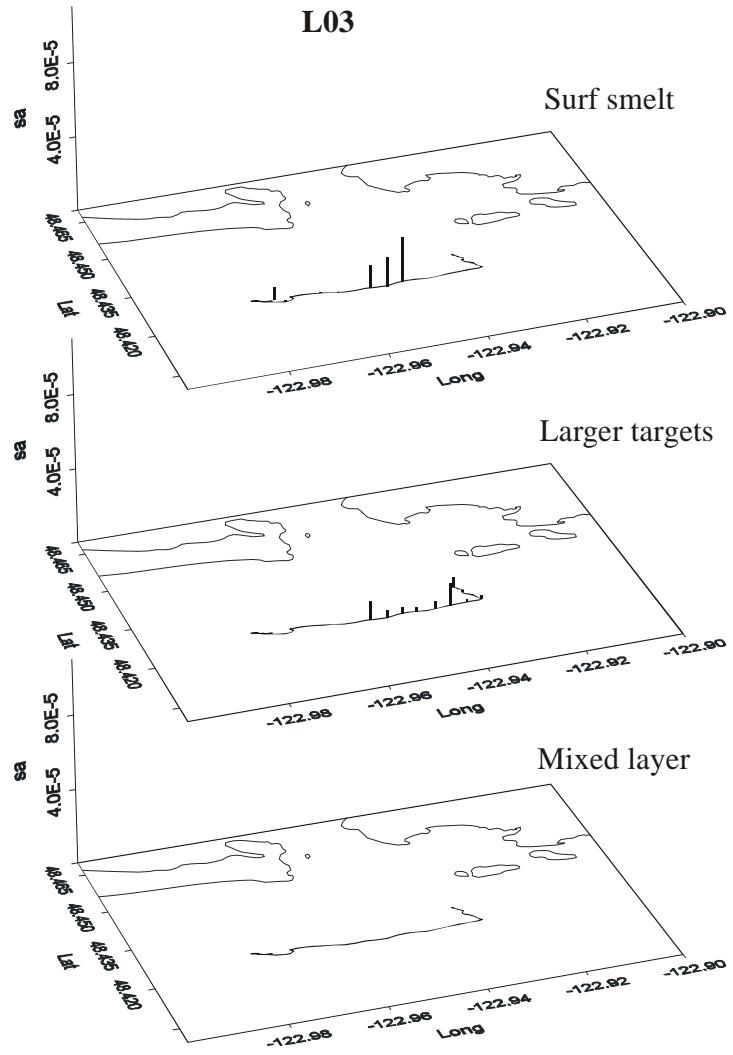 L03
Surf smelt
8.0E-5
sa
4.0E-5
48.465
48.450
48.435
48.420
Lat
-122.98
-122.96
-122.94
-122.92
-122.90
Long
Larger targets
8.0E-5
sa
4.0E-5
48.465
48.450
48.435
48.420
Lat
-122.98
-122.96
-122.94
-122.92
-122.90
Long
Mixed layer
8.0E-5
sa
4.0E-5
48.465
48.450
48.435
48.420
Lat
-122.98
-122.96
-122.94
-122.92
-122.90
Long